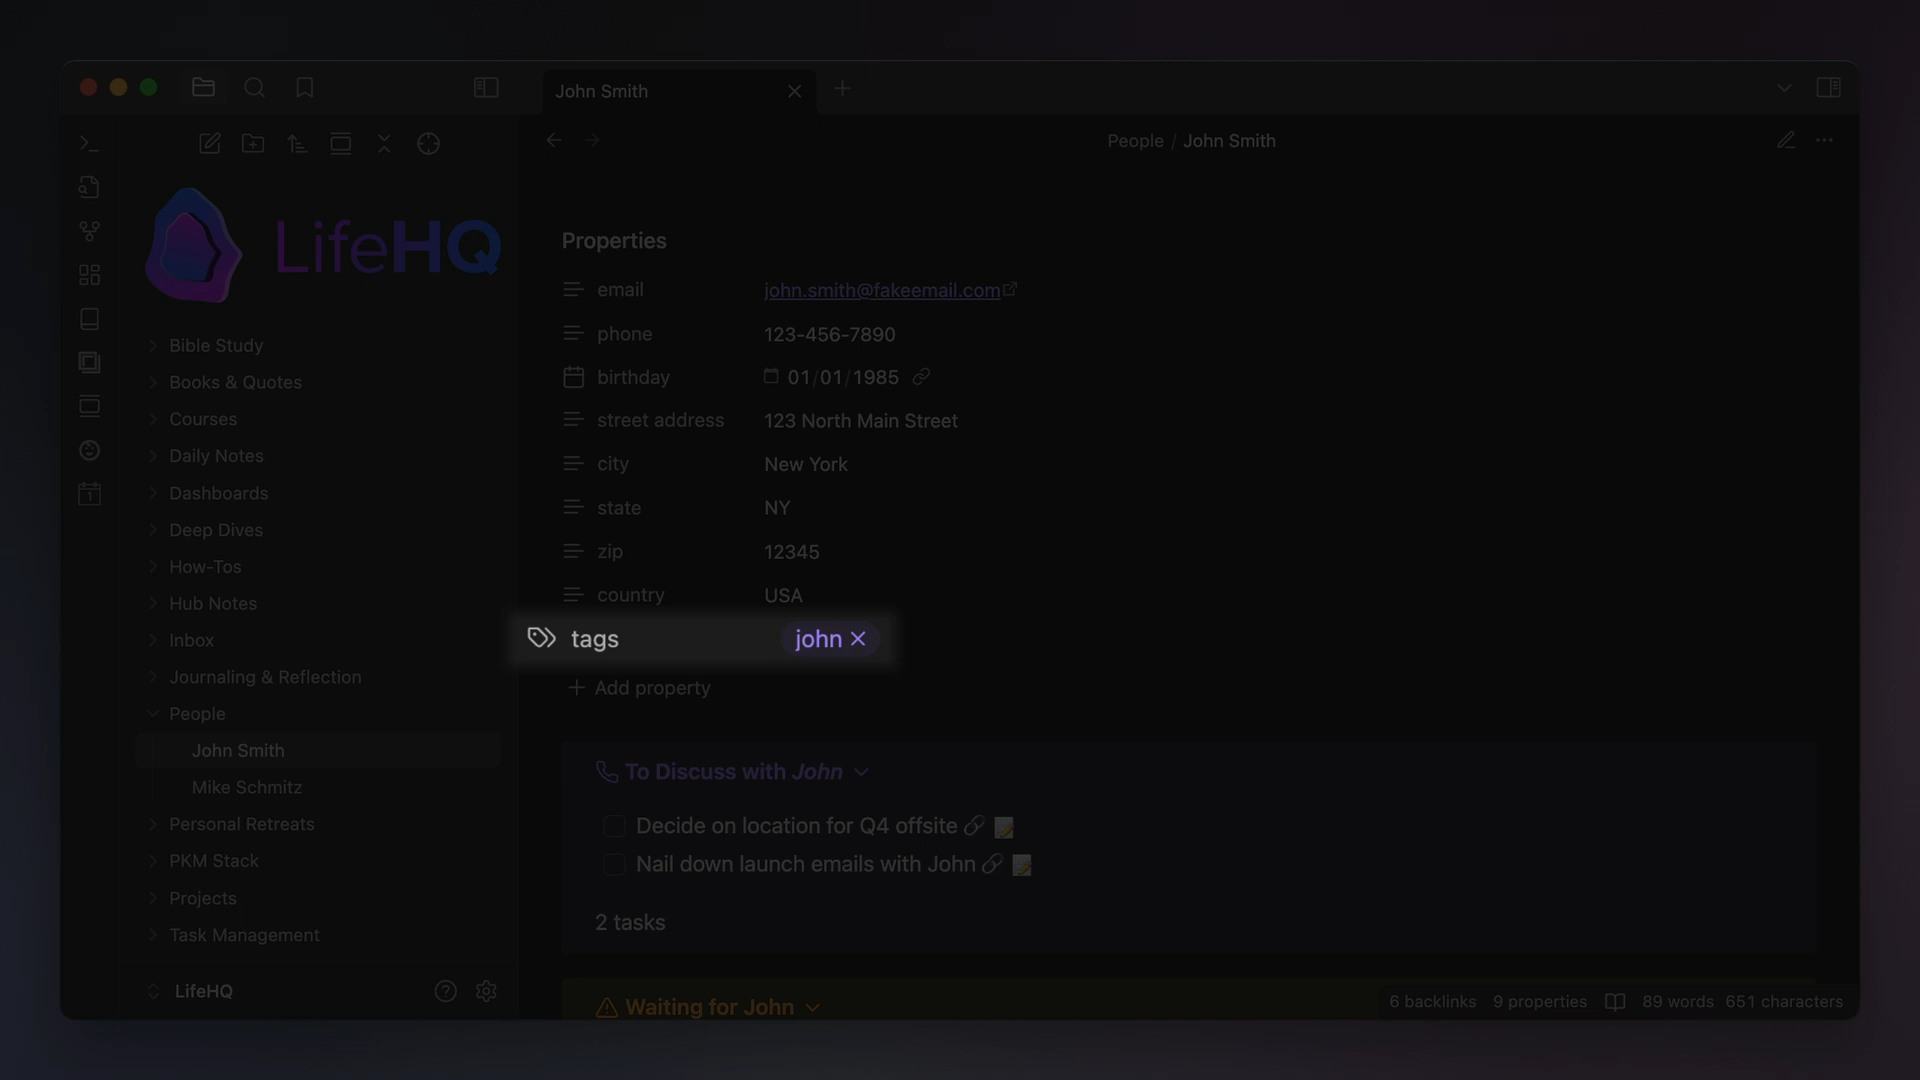 John Smith
People / John Smith
LifeHQ
Bible Study
Books & Quotes
Courses
Daily Notes
Dashboards
Deep Dives
How-Tos
Hub Notes
Inbox
Journaling & Reflection
People
John Smith
Mike Schmitz
Personal Retreats
PKM Stack
Projects
Task Management
LifeHQ
Properties
email john.smith@fakeemail.com
phone 123-456-7890
birthday 01/01/1985
street address 123 North Main Street
city New York
state NY
zip 12345
country USA
tags john
Add property
To Discuss with John
Decide on location for Q4 offsite
Nail down launch emails with John
2 tasks
Waiting for John
6 backlinks 9 properties 89 words 651 characters
1